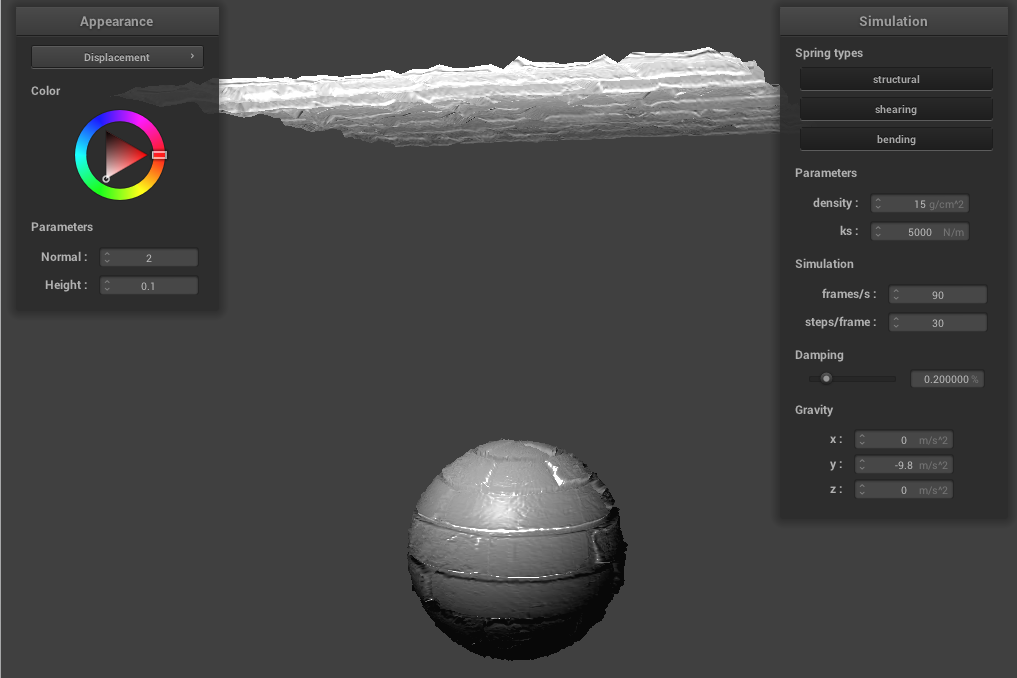 Appearance
Displacement
Color
Parameters
Normal : 2
Height : 0.1
Simulation
Spring types
structural
shearing
bending
Parameters
density : 15 g/cm^2
ks : 5000 N/m
Simulation
frames/s : 90
steps/frame : 30
Damping
0.200000 %
Gravity
x : 0 m/s^2
y : -9.8 m/s^2
z : 0 m/s^2